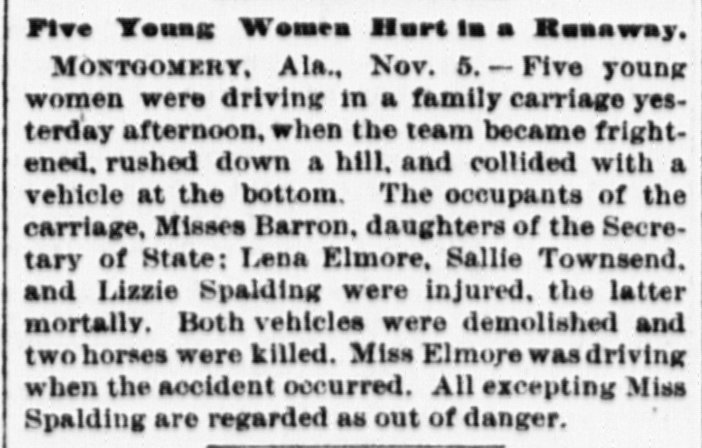 Five Young Women Hurt in a Runaway.
MONTGOMERY, Ala., Nov. 5.—Five young
women were driving in a family carriage yes-
terday afternoon, when the team became fright-
ened, rushed down a hill, and collided with a
vehicle at the bottom. The occupants of the
carriage, Misses Barron, daughters of the Secre-
tary of State; Lena Elmore, Sallie Townsend,
and Lizzie Spalding were injured, the latter
mortally. Both vehicles were demolished and
two horses were killed. Miss Elmore was driving
when the accident occurred. All excepting Miss
Spalding are regarded as out of danger.